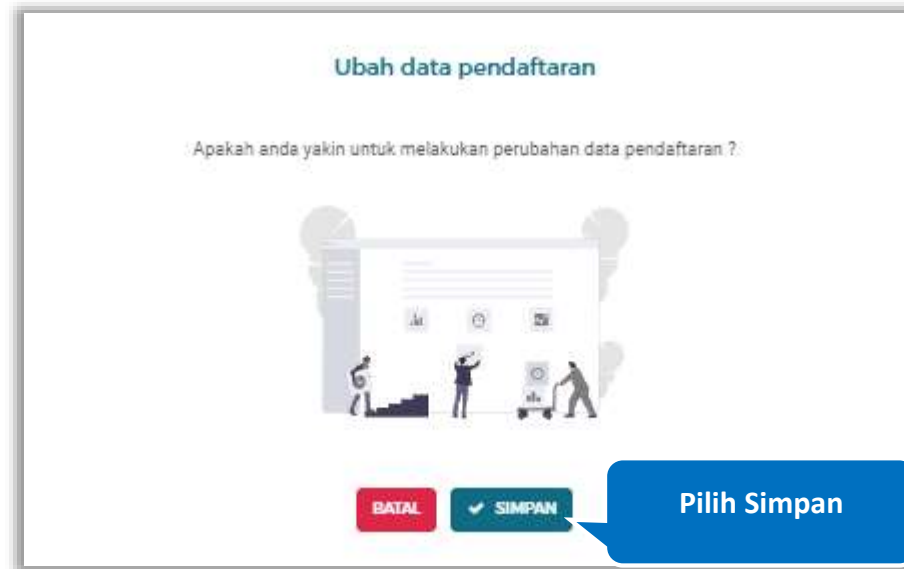 Ubah data pendaftaran
Apakah anda yakin untuk melakukan perubahan data pendaftaran ?
BATAL
SIMPAN
Pilih Simpan